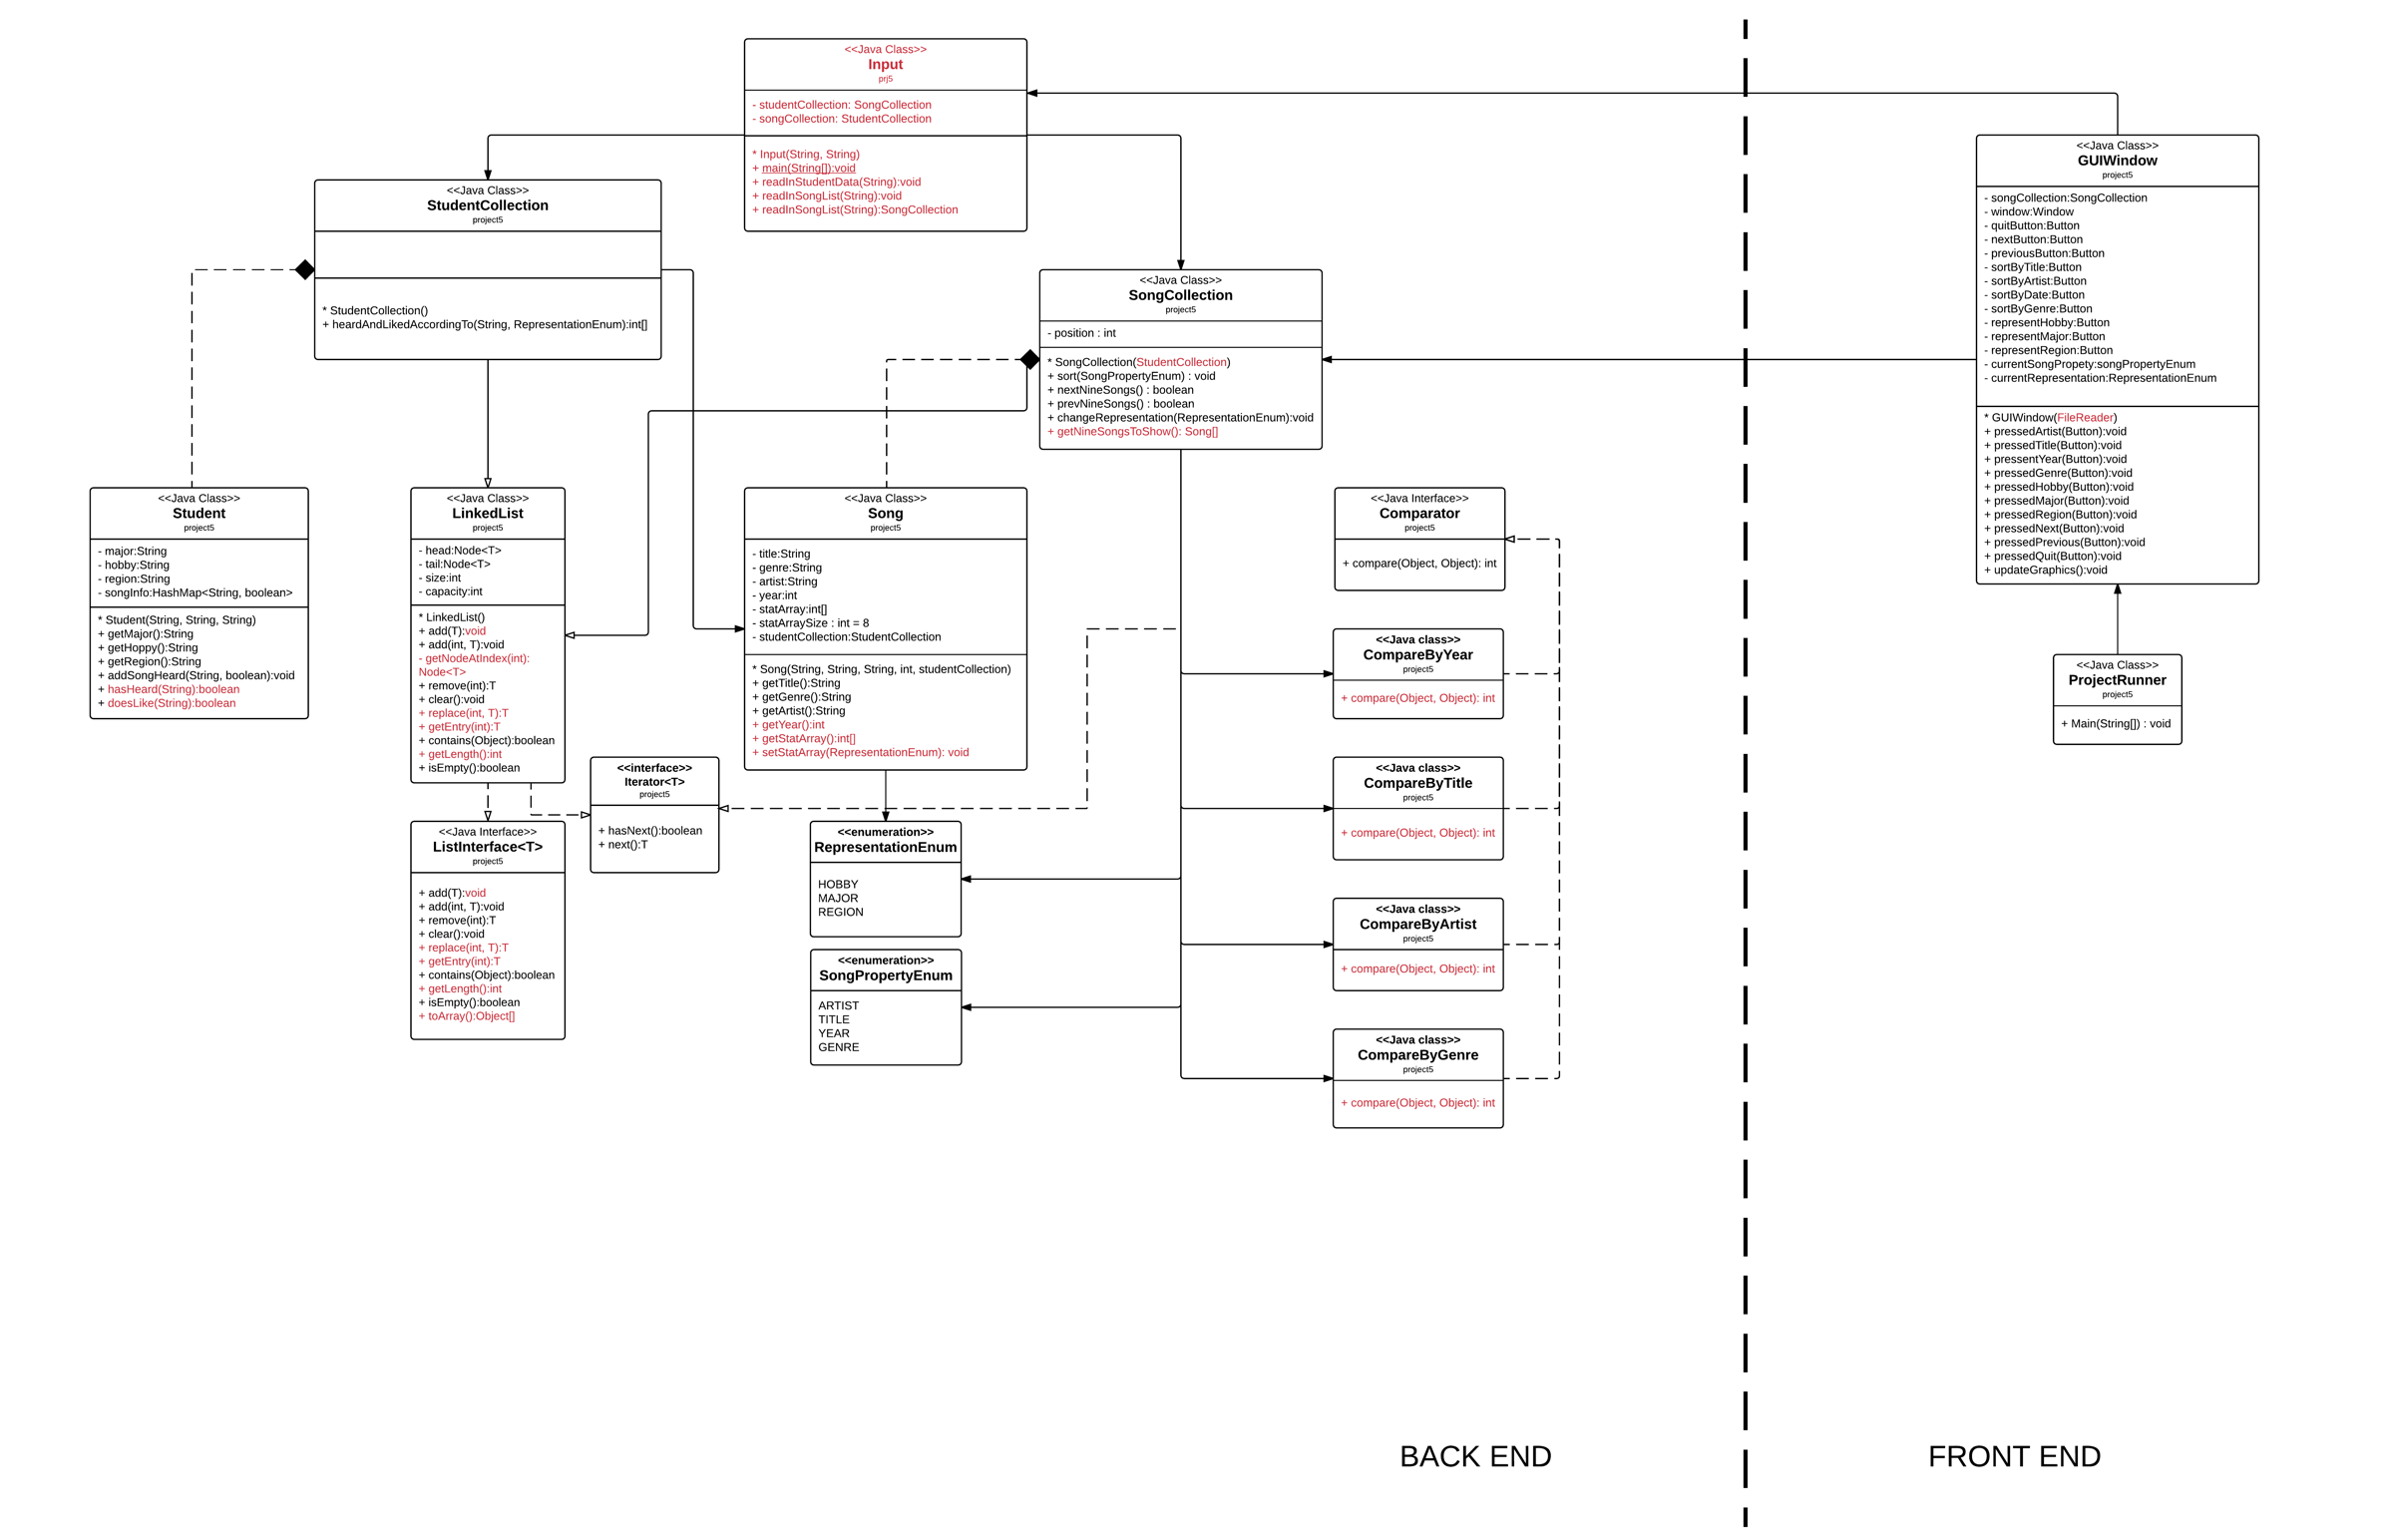 <<Java Class>>
Input
prj5
- studentCollection: SongCollection
- songCollection: StudentCollection
* Input(String, String)
+ main(String[]):void
+ readInStudentData(String):void
+ readInSongList(String):void
+ readInSongList(String):SongCollection
<<Java Class>>
GUIWindow
project5
- songCollection:SongCollection
- window:Window
- quitButton:Button
- nextButton:Button
- previousButton:Button
- sortByTitle:Button
- sortByArtist:Button
- sortByDate:Button
- sortByGenre:Button
- representHobby:Button
- representMajor:Button
- representRegion:Button
- currentSongPropety:songPropertyEnum
- currentRepresentation:RepresentationEnum
* GUIWindow(FileReader)
+ pressedArtist(Button):void
+ pressedTitle(Button):void
+ pressentYear(Button):void
+ pressedGenre(Button):void
+ pressedHobby(Button):void
+ pressedMajor(Button):void
+ pressedRegion(Button):void
+ pressedNext(Button):void
+ pressedPrevious(Button):void
+ pressedQuit(Button):void
+ updateGraphics():void
<<Java Class>>
StudentCollection
project5
* StudentCollection()
+ heardAndLikedAccordingTo(String, RepresentationEnum):int[]
<<Java Class>>
SongCollection
project5
- position : int
* SongCollection(StudentCollection)
+ sort(SongPropertyEnum) : void
+ nextNineSongs() : boolean
+ prevNineSongs() : boolean
+ changeRepresentation(RepresentationEnum):void
+ getNineSongsToShow(): Song[]
<<Java Class>>
Student
project5
- major:String
- hobby:String
- region:String
- songInfo:HashMap<String, boolean>
* Student(String, String, String)
+ getMajor():String
+ getHoppy():String
+ getRegion():String
+ addSongHeard(String, boolean):void
+ hasHeard(String):boolean
+ doesLike(String):boolean
<<Java Class>>
LinkedList
project5
- head:Node<T>
- tail:Node<T>
- size:int
- capacity:int
* LinkedList()
+ add(T):void
+ add(int, T):void
- getNodeAtIndex(int):
Node<T>
+ remove(int):T
+ clear():void
+ replace(int, T):T
+ getEntry(int):T
+ contains(Object):boolean
+ getLength():int
+ isEmpty():boolean
<<Java Class>>
Song
project5
- title:String
- genre:String
- artist:String
- year:int
- statArray:int[]
- statArraySize : int = 8
- studentCollection:StudentCollection
* Song(String, String, String, int, studentCollection)
+ getTitle():String
+ getGenre():String
+ getArtist():String
+ getYear():int
+ getStatArray():int[]
+ setStatArray(RepresentationEnum): void
<<Java Interface>>
Comparator
project5
+ compare(Object, Object): int
<<Java class>>
CompareByYear
project5
+ compare(Object, Object): int
<<Java Class>>
ProjectRunner
project5
+ Main(String[]) : void
<<interface>>
Iterator<T>
project5
+ hasNext():boolean
+ next():T
<<Java class>>
CompareByTitle
project5
+ compare(Object, Object): int
<<Java Interface>>
ListInterface<T>
project5
+ add(T):void
+ add(int, T):void
+ remove(int):T
+ clear():void
+ replace(int, T):T
+ getEntry(int):T
+ contains(Object):boolean
+ getLength():int
+ isEmpty():boolean
+ toArray():Object[]
<<enumeration>>
RepresentationEnum
HOBBY
MAJOR
REGION
<<Java class>>
CompareByArtist
project5
+ compare(Object, Object): int
<<enumeration>>
SongPropertyEnum
ARTIST
TITLE
YEAR
GENRE
<<Java class>>
CompareByGenre
project5
+ compare(Object, Object): int
BACK END
FRONT END